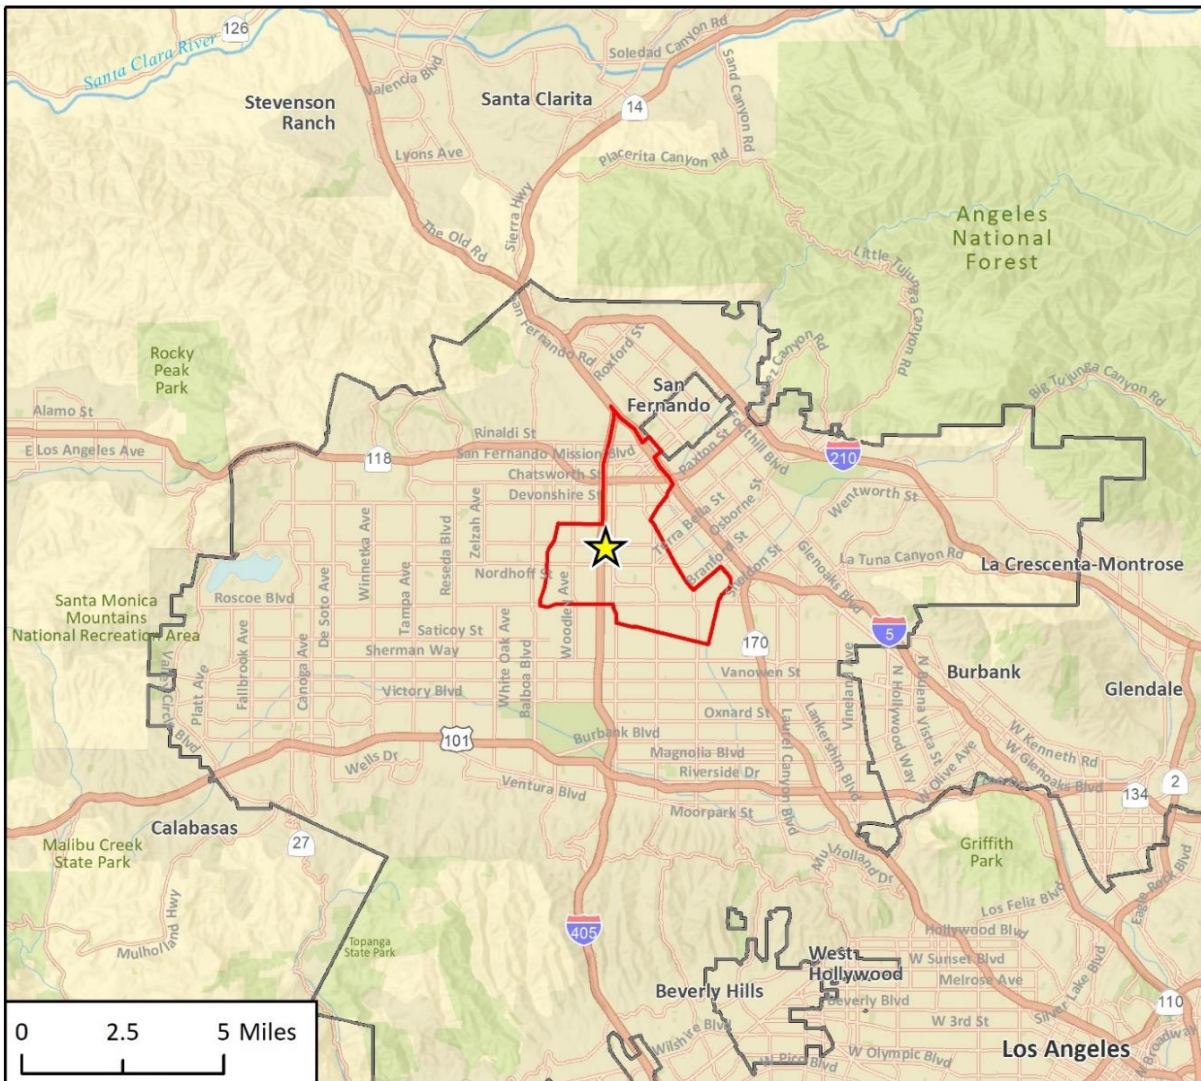 126
Santa Clara River
Valencia Blvd
Soledad Canyon Rd
Sand Canyon Rd
Stevenson
Ranch
Santa Clarita
14
Lyons Ave
Placerita Canyon Rd
Sierra Hwy
The Old Rd
Angeles
National
Forest
Little Tujunga Canyon Rd
San Fernando Rd
Roxford St
Rocky
Peak
Park
San
Fernando
Big Tujunga Canyon Rd
Alamo St
E Los Angeles Ave
118
Rinaldi St
San Fernando Mission Blvd
Chatsworth St
Devonshire St
Paxton St
Foothill Blvd
210
Wentworth St
Terra Bella St
Osborne St
Branford St
Sheldon St
Glenoaks Blvd
La Tuna Canyon Rd
La Crescenta-Montrose
Winnetka Ave
Reseda Blvd
Zelzah Ave
Nordhoff St
Woodley Ave
Roscoe Blvd
De Soto Ave
Tampa Ave
Santa Monica
Mountains
National Recreation Area
Saticoy St
Sherman Way
White Oak Ave
Balboa Blvd
170
5
Vanowen St
Valley Circle Blvd
Platt Ave
Fallbrook Ave
Canoga Ave
Victory Blvd
Vineland Ave
Burbank
Glendale
N Hollywood Way
N Buena Vista St
Oxnard St
Laurel Canyon Blvd
Lankershim Blvd
101
Burbank Blvd
Magnolia Blvd
Riverside Dr
W Olive Ave
W Kenneth Rd
W Glenoaks Blvd
Wells Dr
Ventura Blvd
Moorpark St
134
2
Calabasas
27
Malibu Creek
State Park
Mulholland Dr
Griffith
Park
Mulholland Hwy
Topanga
State Park
405
Los Feliz Blvd
Eagle Rock Blvd
Hollywood Blvd
West
Hollywood
W Sunset Blvd
Melrose Ave
Beverly Hills
Beverly Blvd
Silver Lake Blvd
110
W 3rd St
Wilshire Blvd
W Pico Blvd
W Olympic Blvd
Los Angeles
N Broadway
0 2.5 5 Miles